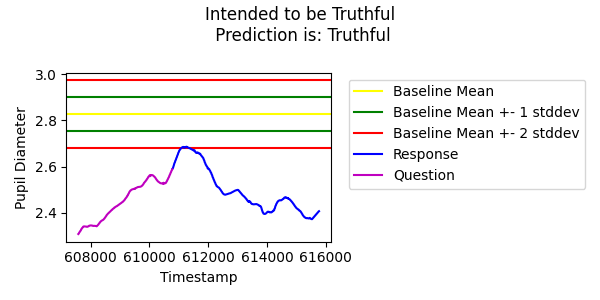 Intended to be Truthful
Prediction is: Truthful
3.0
2.8
2.6
2.4
Pupil Diameter
608000 610000 612000 614000 616000
Timestamp
Baseline Mean
Baseline Mean +- 1 stddev
Baseline Mean +- 2 stddev
Response
Question